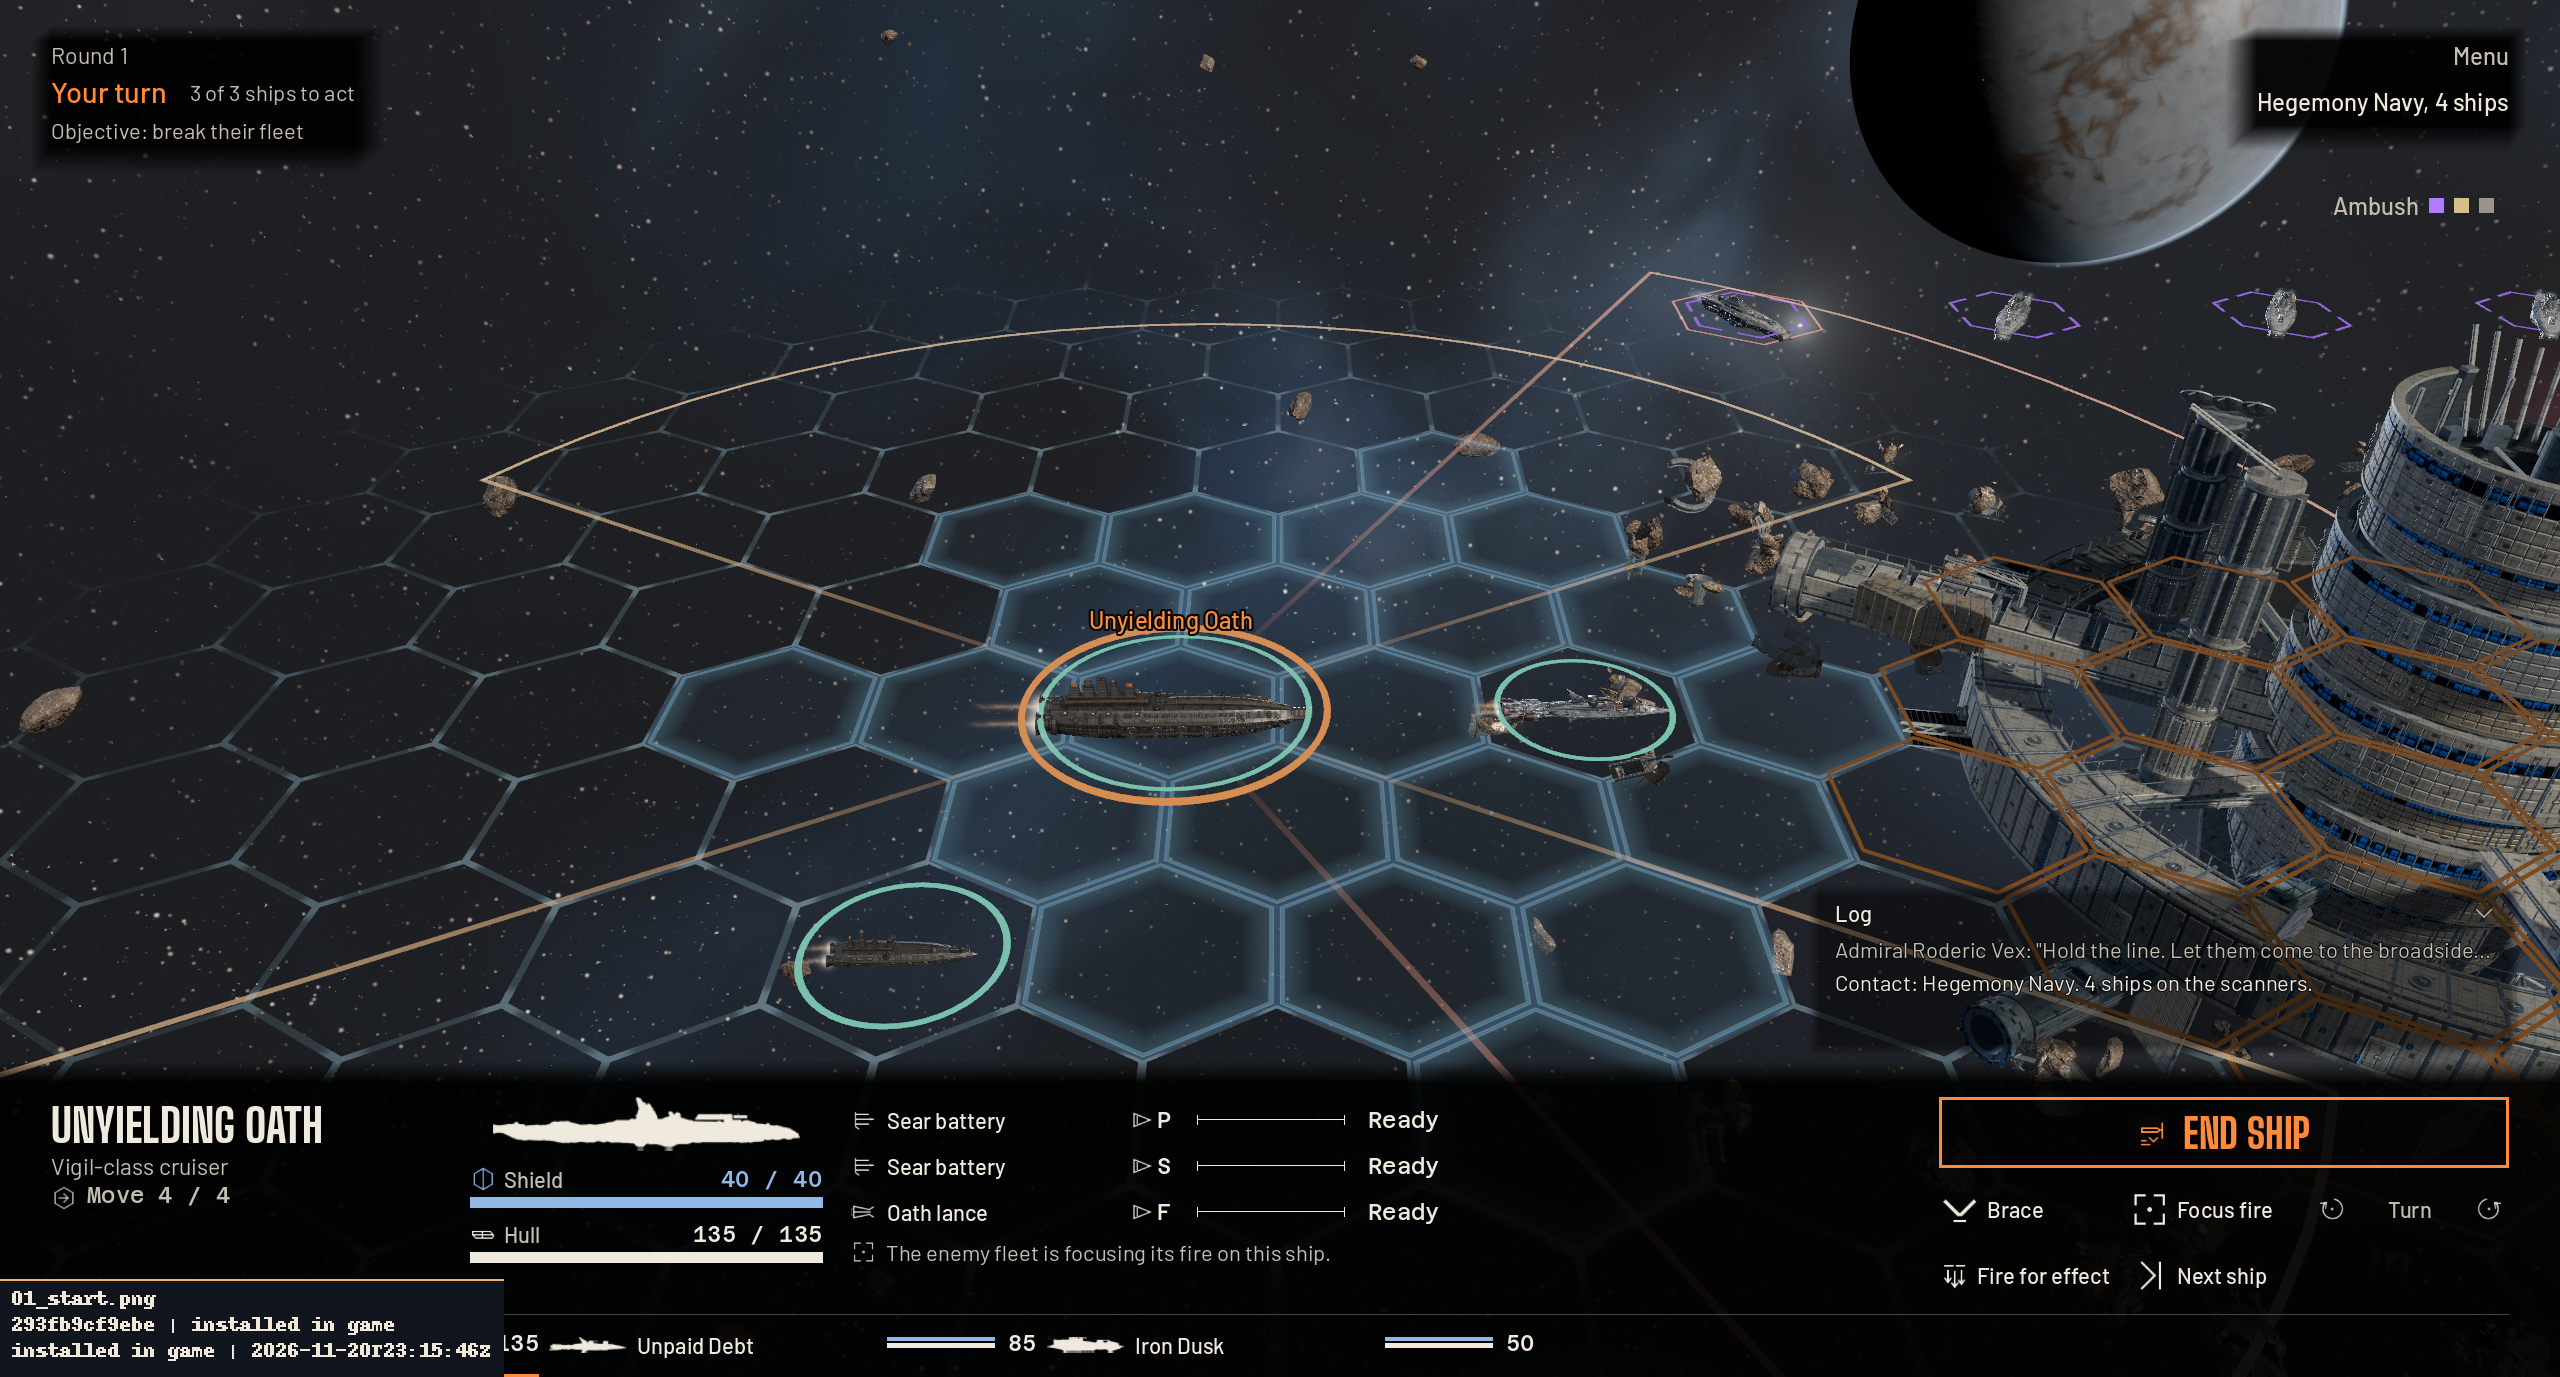 Round 1
Your turn 3 of 3 ships to act
Objective: break their fleet
Menu
Hegemony Navy, 4 ships
Ambush
Unyielding Oath
Log
Admiral Roderic Vex: "Hold the line. Let them come to the broadside...
Contact: Hegemony Navy. 4 ships on the scanners.
UNYIELDING OATH
Vigil-class cruiser
Move 4 / 4
Shield 40 / 40
Hull 135 / 135
Sear battery P Ready
Sear battery S Ready
Oath lance F Ready
The enemy fleet is focusing its fire on this ship.
END SHIP
Brace Focus fire Turn
Fire for effect Next ship
01_start.png
293fb9cf9ebe | installed in game
installed in game | 2026-11-20T23:15:46Z
135 Unpaid Debt 85 Iron Dusk 50